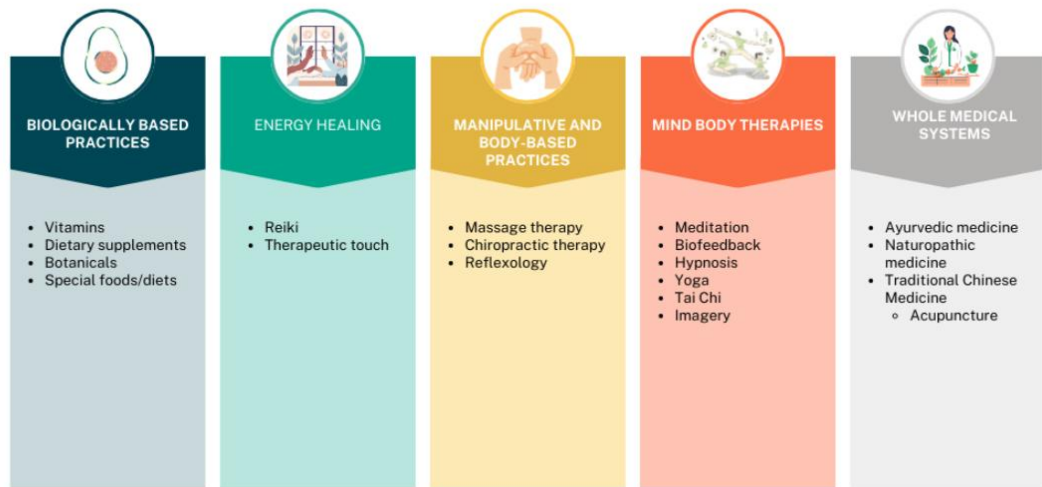 BIOLOGICALLY BASED
PRACTICES
• Vitamins
• Dietary supplements
• Botanicals
• Special foods/diets
ENERGY HEALING
• Reiki
• Therapeutic touch
MANIPULATIVE AND
BODY-BASED
PRACTICES
• Massage therapy
• Chiropractic therapy
• Reflexology
MIND BODY THERAPIES
• Meditation
• Biofeedback
• Hypnosis
• Yoga
• Tai Chi
• Imagery
WHOLE MEDICAL
SYSTEMS
• Ayurvedic medicine
• Naturopathic
medicine
• Traditional Chinese
Medicine
◦ Acupuncture